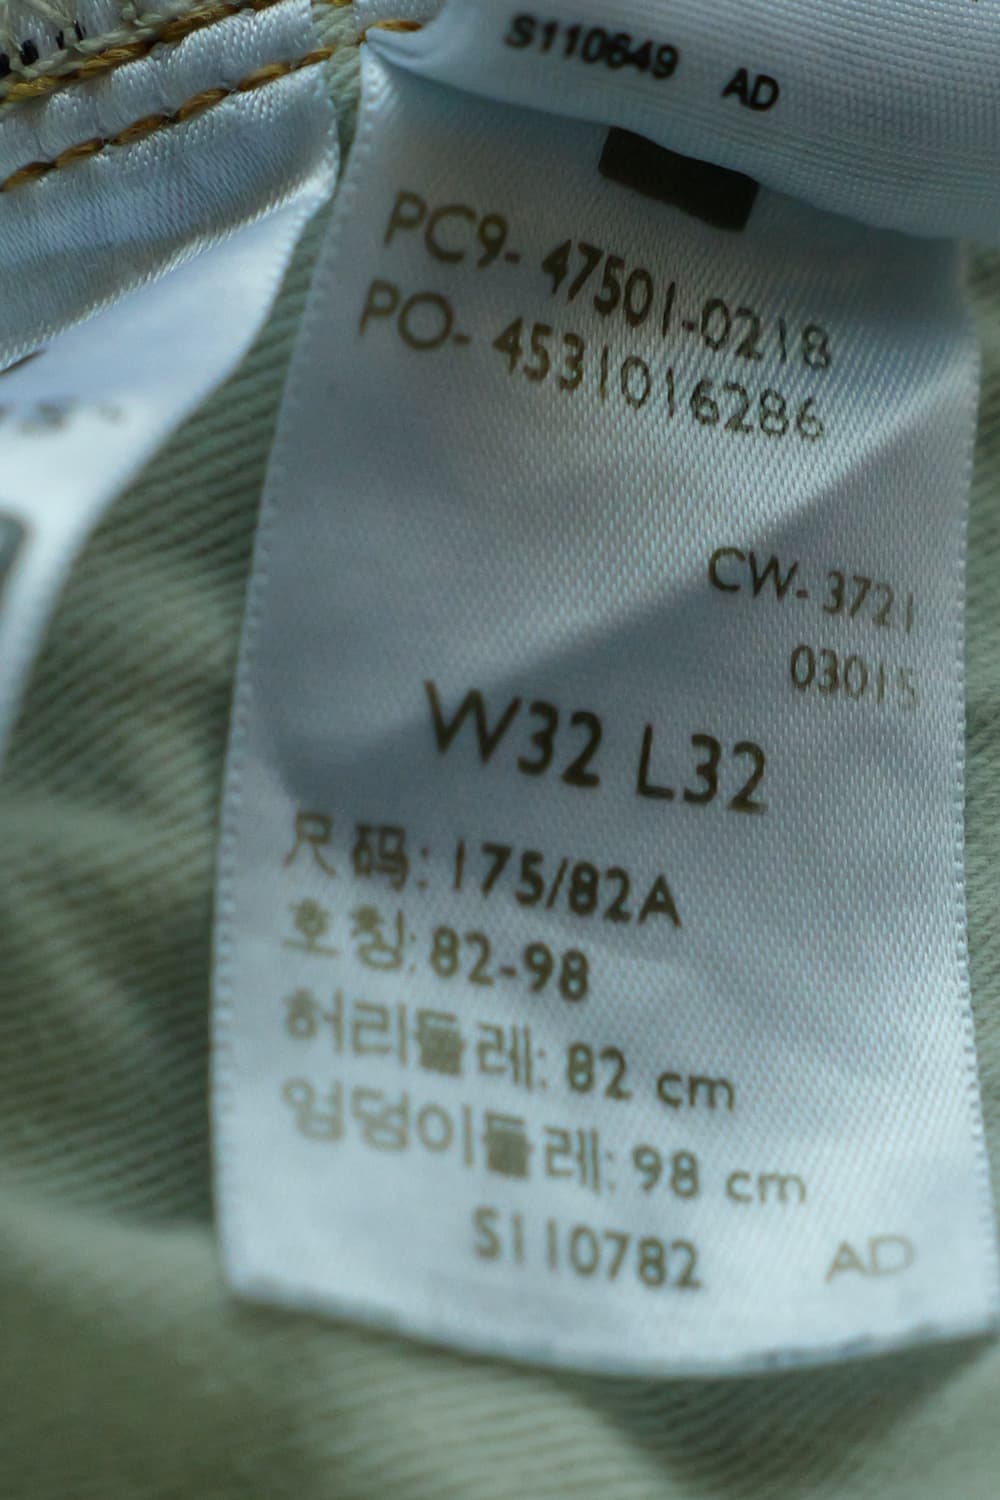 S110649 AD
PC9- 47501-0218
PO- 4531016286
CW- 3721
03015
W32 L32
尺码: 175/82A
호칭: 82-98
허리둘레: 82 cm
엉덩이둘레: 98 cm
S110782 AD